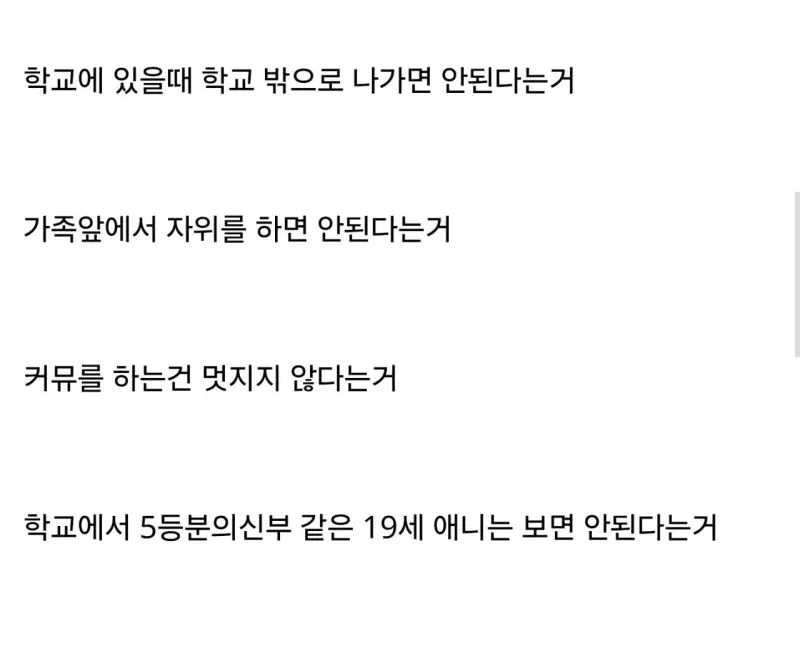 학교에 있을때 학교 밖으로 나가면 안된다는거
가족앞에서 자위를 하면 안된다는거
커뮤를 하는건 멋지지 않다는거
학교에서 5등분의신부 같은 19세 애니는 보면 안된다는거